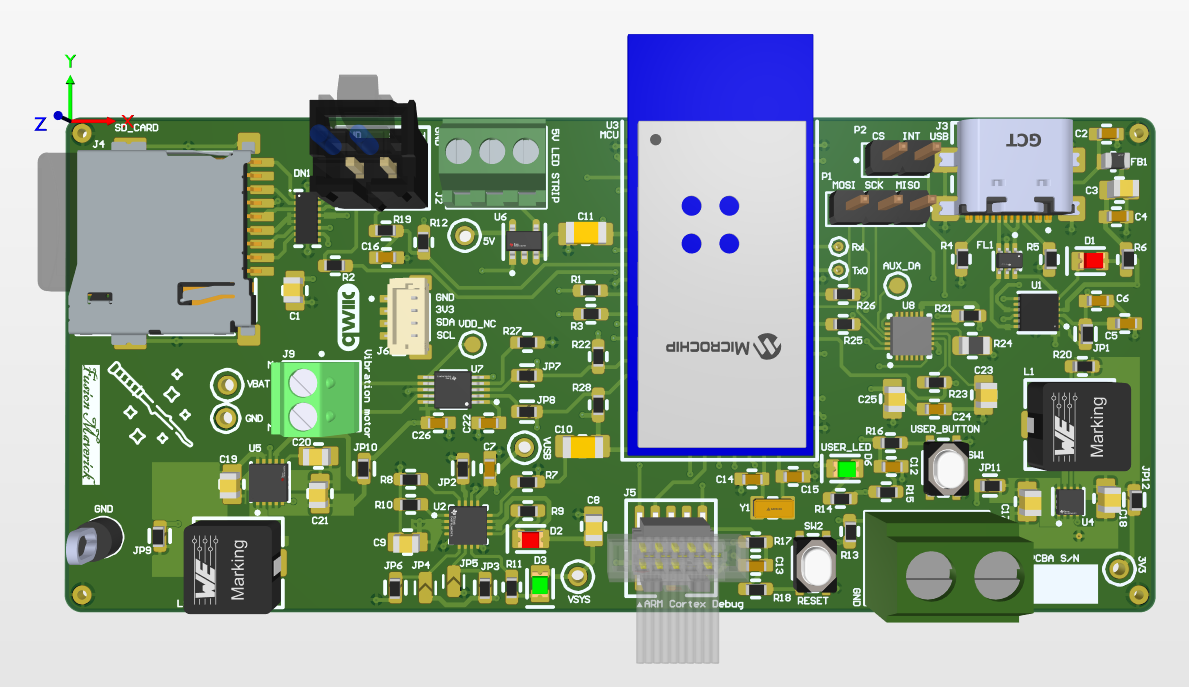 Y
Z
X
SD_CARD
J4
DN1
R19
C16
R12
R2
C1
5V
5V LED STRIP
J2
U6
C11
U3
MCU
MICROCHIP
P2
CS
INT
USB
J3
GCT
C2
FB1
C3
C4
P1
MOSI
SCK
MISO
Rx
TxO
R4
FL1
R5
D1
R6
AUX_DA
R26
R25
U8
R21
R24
U1
C6
C5
JP1
R20
qwiic
GND
3V3
SDA
SCL
J6
VDD_NC
R1
R3
R27
R22
JP7
R28
U7
JP8
C26
C22
J9
Vibration motor
VBAT
GND
Fusion Maverick
U5
C20
C19
C21
JP10
JP2
C7
VUSB
C10
R7
R8
R10
U2
R9
D2
C9
C8
JP6
JP4
JP5
JP3
R11
D3
VSYS
GND
JP9
WE
Marking
J5
ARM Cortex Debug
C14
C15
Y1
R17
C13
R18
SW2
RESET
R13
R14
USER_LED
D6
R16
C12
R15
USER_BUTTON
SW1
JP11
C25
R23
C24
C23
L1
WE
Marking
JP12
U4
C18
GND
PCBA S/N
3V3